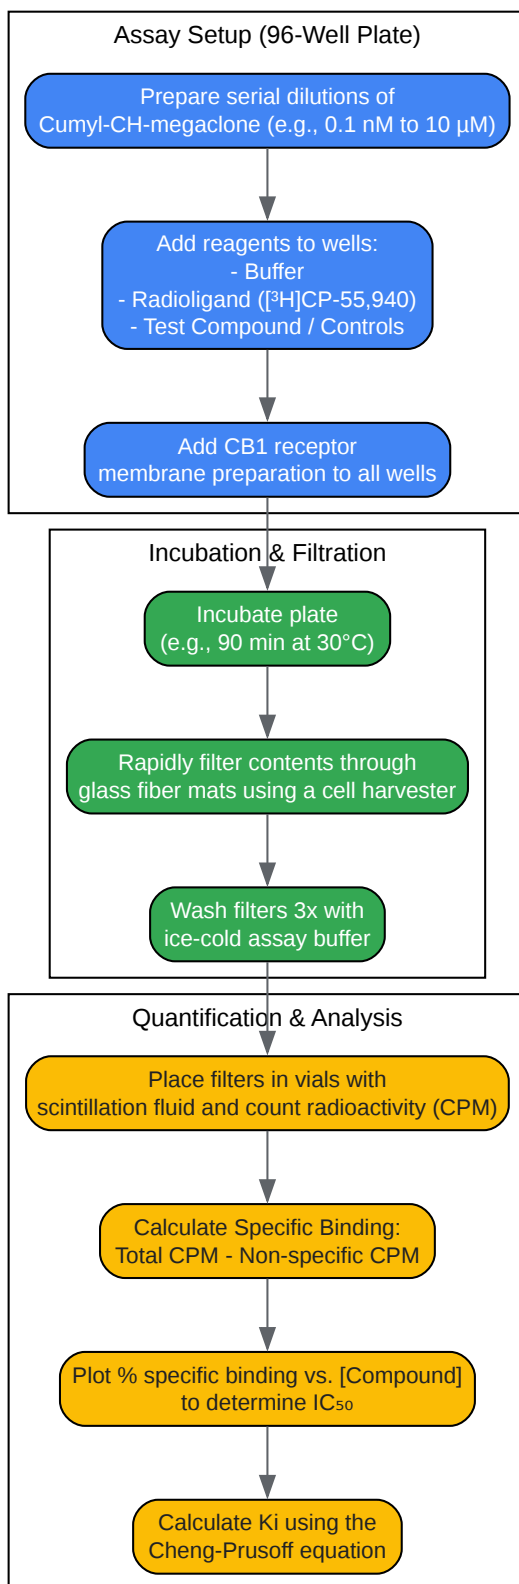 Assay Setup (96-Well Plate)
Prepare serial dilutions of
Cumyl-CH-megaclone (e.g., 0.1 nM to 10 µM)
Add reagents to wells:
- Buffer
- Radioligand ([³H]CP-55,940)
- Test Compound / Controls
Add CB1 receptor
membrane preparation to all wells
Incubation & Filtration
Incubate plate
(e.g., 90 min at 30°C)
Rapidly filter contents through
glass fiber mats using a cell harvester
Wash filters 3x with
ice-cold assay buffer
Quantification & Analysis
Place filters in vials with
scintillation fluid and count radioactivity (CPM)
Calculate Specific Binding:
Total CPM - Non-specific CPM
Plot % specific binding vs. [Compound]
to determine IC₅₀
Calculate Ki using the
Cheng-Prusoff equation